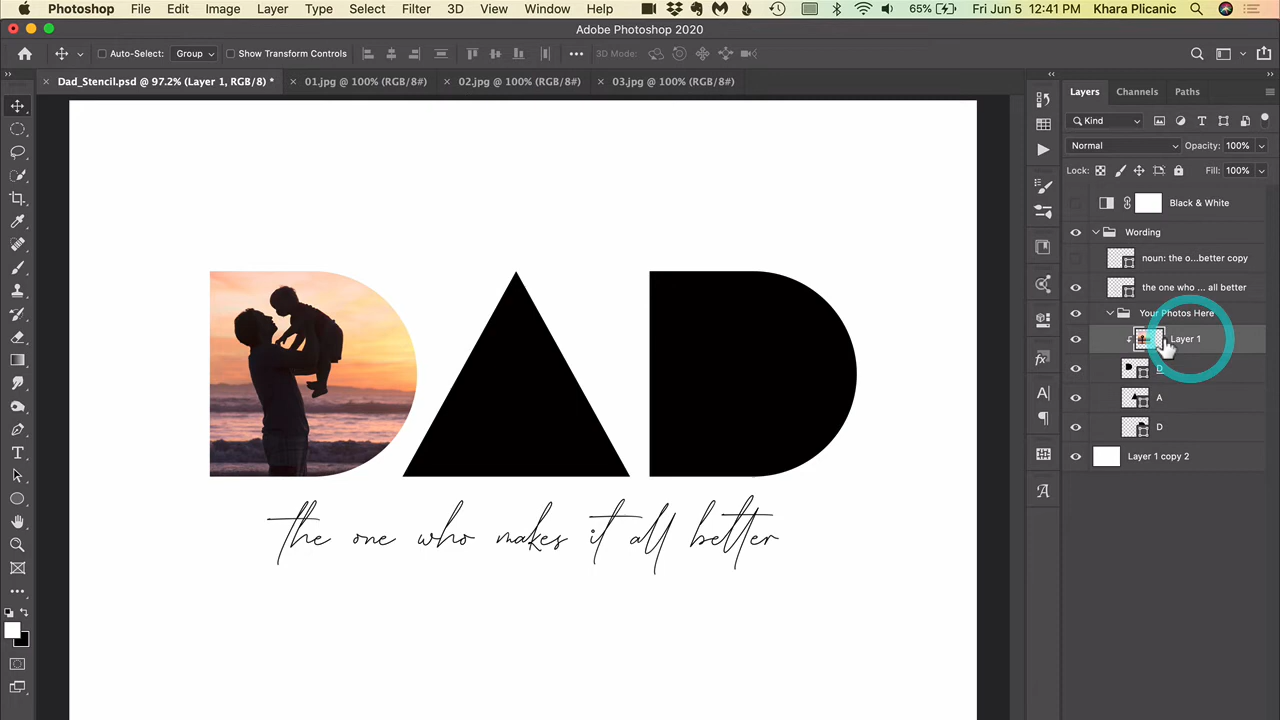 Photoshop File Edit Image Layer Type Select Filter 3D View Window Help 65% Fri Jun 5 12:41 PM Khara Plicanic
Adobe Photoshop 2020
Auto-Select: Group Show Transform Controls 3D Mode:
Dad_Stencil.psd @ 97.2% (Layer 1, RGB/8) * 01.jpg @ 100% (RGB/8#) 02.jpg @ 100% (RGB/8#) 03.jpg @ 100% (RGB/8#)
Layers Channels Paths
Kind
Normal Opacity: 100%
Lock: Fill: 100%
Black & White
Wording
noun: the o...better copy
the one who ... all better
Your Photos Here
Layer 1
D
A
D
Layer 1 copy 2
DAD
the one who makes it all better